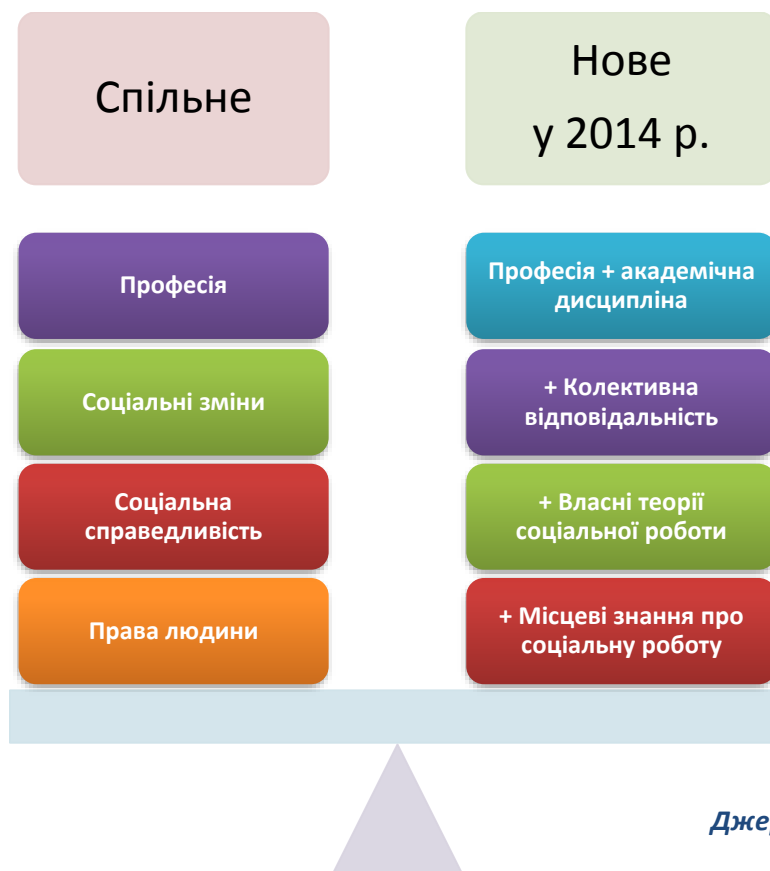 Спільне
Нове
у 2014 р.
Професія
Соціальні зміни
Соціальна
справедливість
Права людини
Професія + академічна
дисципліна
+ Колективна
відповідальність
+ Власні теорії
соціальної роботи
+ Місцеві знання про
соціальну роботу